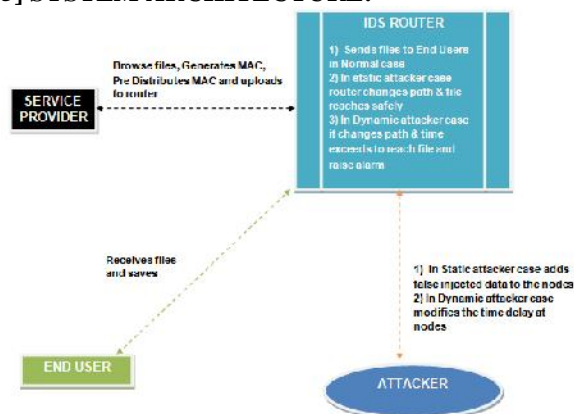 ] SYSTEM ARCHITECTURE:
IDS ROUTER
1) Sends files to End Users
in Normal case
2) In static attacker case
router changes path & file
reaches safely
3) In Dynamic attacker case
it changes path & time
exceeds to reach file and
raise alarm
Browse files, Generates MAC,
Pre Distributes MAC and uploads
to router
SERVICE
PROVIDER
Receives files
and saves
1) In Static attacker case adds
false injected data to the nodes
2) In Dynamic attacker case
modifies the time delay at
nodes
END USER
ATTACKER